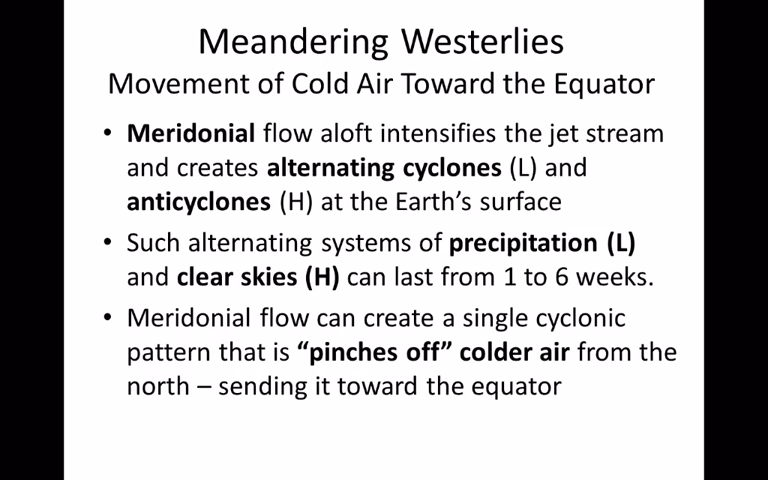 Meandering Westerlies
Movement of Cold Air Toward the Equator
• Meridonial flow aloft intensifies the jet stream
and creates alternating cyclones (L) and
anticyclones (H) at the Earth's surface
• Such alternating systems of precipitation (L)
and clear skies (H) can last from 1 to 6 weeks.
• Meridonial flow can create a single cyclonic
pattern that is “pinches off” colder air from the
north – sending it toward the equator